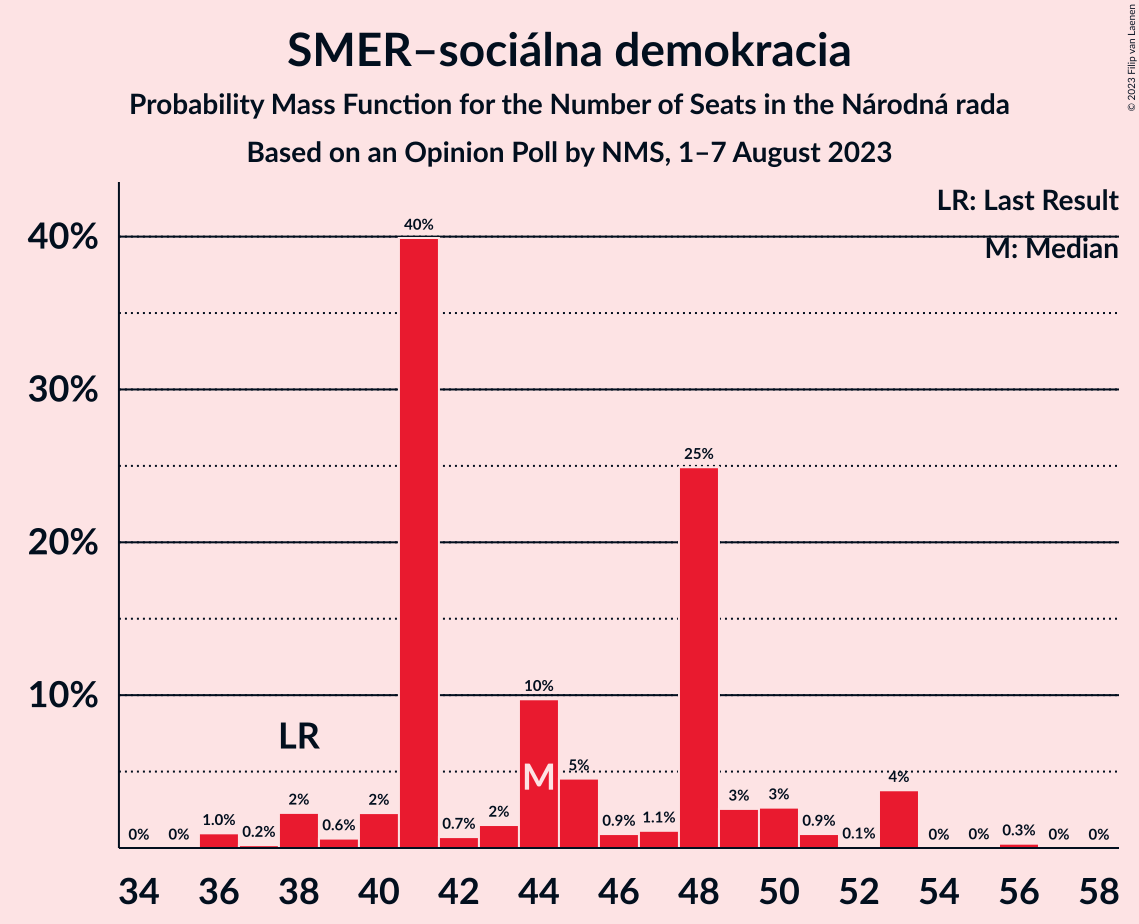 © 2023 Filip van Laenen
SMER–sociálna demokracia
Probability Mass Function for the Number of Seats in the Národná rada
Based on an Opinion Poll by NMS, 1–7 August 2023
LR: Last Result
M: Median
40%
30%
20%
10%
0% 0% 1.0% 0.2% 2% 0.6% 2% 40% 0.7% 2% 10% 5% 0.9% 1.1% 25% 3% 3% 0.9% 0.1% 4% 0% 0% 0.3% 0% 0%
LR
M
34 36 38 40 42 44 46 48 50 52 54 56 58